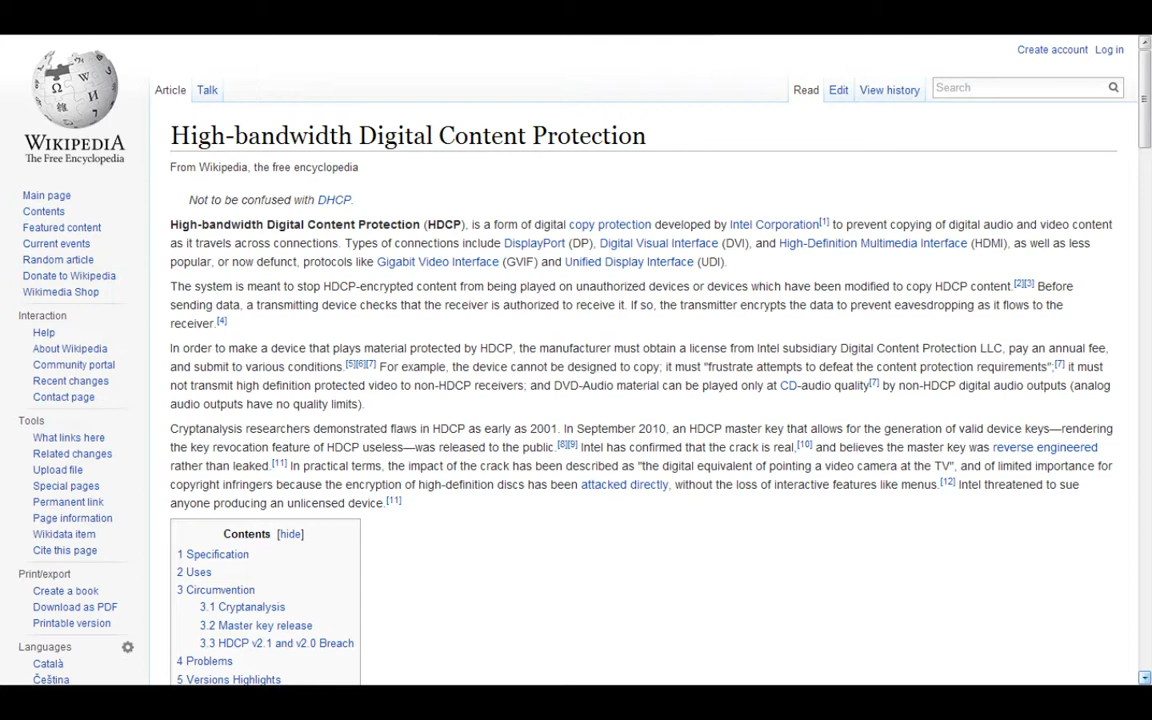 Create account Log in
Article Talk Read Edit View history Search
WIKIPEDIA
The Free Encyclopedia
Main page
Contents
Featured content
Current events
Random article
Donate to Wikipedia
Wikimedia Shop
Interaction
Help
About Wikipedia
Community portal
Recent changes
Contact page
Tools
What links here
Related changes
Upload file
Special pages
Permanent link
Page information
Wikidata item
Cite this page
Print/export
Create a book
Download as PDF
Printable version
Languages
Català
Čeština
High-bandwidth Digital Content Protection
From Wikipedia, the free encyclopedia
Not to be confused with DHCP.
High-bandwidth Digital Content Protection (HDCP), is a form of digital copy protection developed by Intel Corporation[1] to prevent copying of digital audio and video content
as it travels across connections. Types of connections include DisplayPort (DP), Digital Visual Interface (DVI), and High-Definition Multimedia Interface (HDMI), as well as less
popular, or now defunct, protocols like Gigabit Video Interface (GVIF) and Unified Display Interface (UDI).
The system is meant to stop HDCP-encrypted content from being played on unauthorized devices or devices which have been modified to copy HDCP content.[2][3] Before
sending data, a transmitting device checks that the receiver is authorized to receive it. If so, the transmitter encrypts the data to prevent eavesdropping as it flows to the
receiver.[4]
In order to make a device that plays material protected by HDCP, the manufacturer must obtain a license from Intel subsidiary Digital Content Protection LLC, pay an annual fee,
and submit to various conditions.[5][6][7] For example, the device cannot be designed to copy; it must "frustrate attempts to defeat the content protection requirements";[7] it must
not transmit high definition protected video to non-HDCP receivers; and DVD-Audio material can be played only at CD-audio quality[7] by non-HDCP digital audio outputs (analog
audio outputs have no quality limits).
Cryptanalysis researchers demonstrated flaws in HDCP as early as 2001. In September 2010, an HDCP master key that allows for the generation of valid device keys—rendering
the key revocation feature of HDCP useless—was released to the public.[8][9] Intel has confirmed that the crack is real,[10] and believes the master key was reverse engineered
rather than leaked.[11] In practical terms, the impact of the crack has been described as "the digital equivalent of pointing a video camera at the TV", and of limited importance for
copyright infringers because the encryption of high-definition discs has been attacked directly, without the loss of interactive features like menus.[12] Intel threatened to sue
anyone producing an unlicensed device.[11]
Contents [hide]
1 Specification
2 Uses
3 Circumvention
3.1 Cryptanalysis
3.2 Master key release
3.3 HDCP v2.1 and v2.0 Breach
4 Problems
5 Versions Highlights